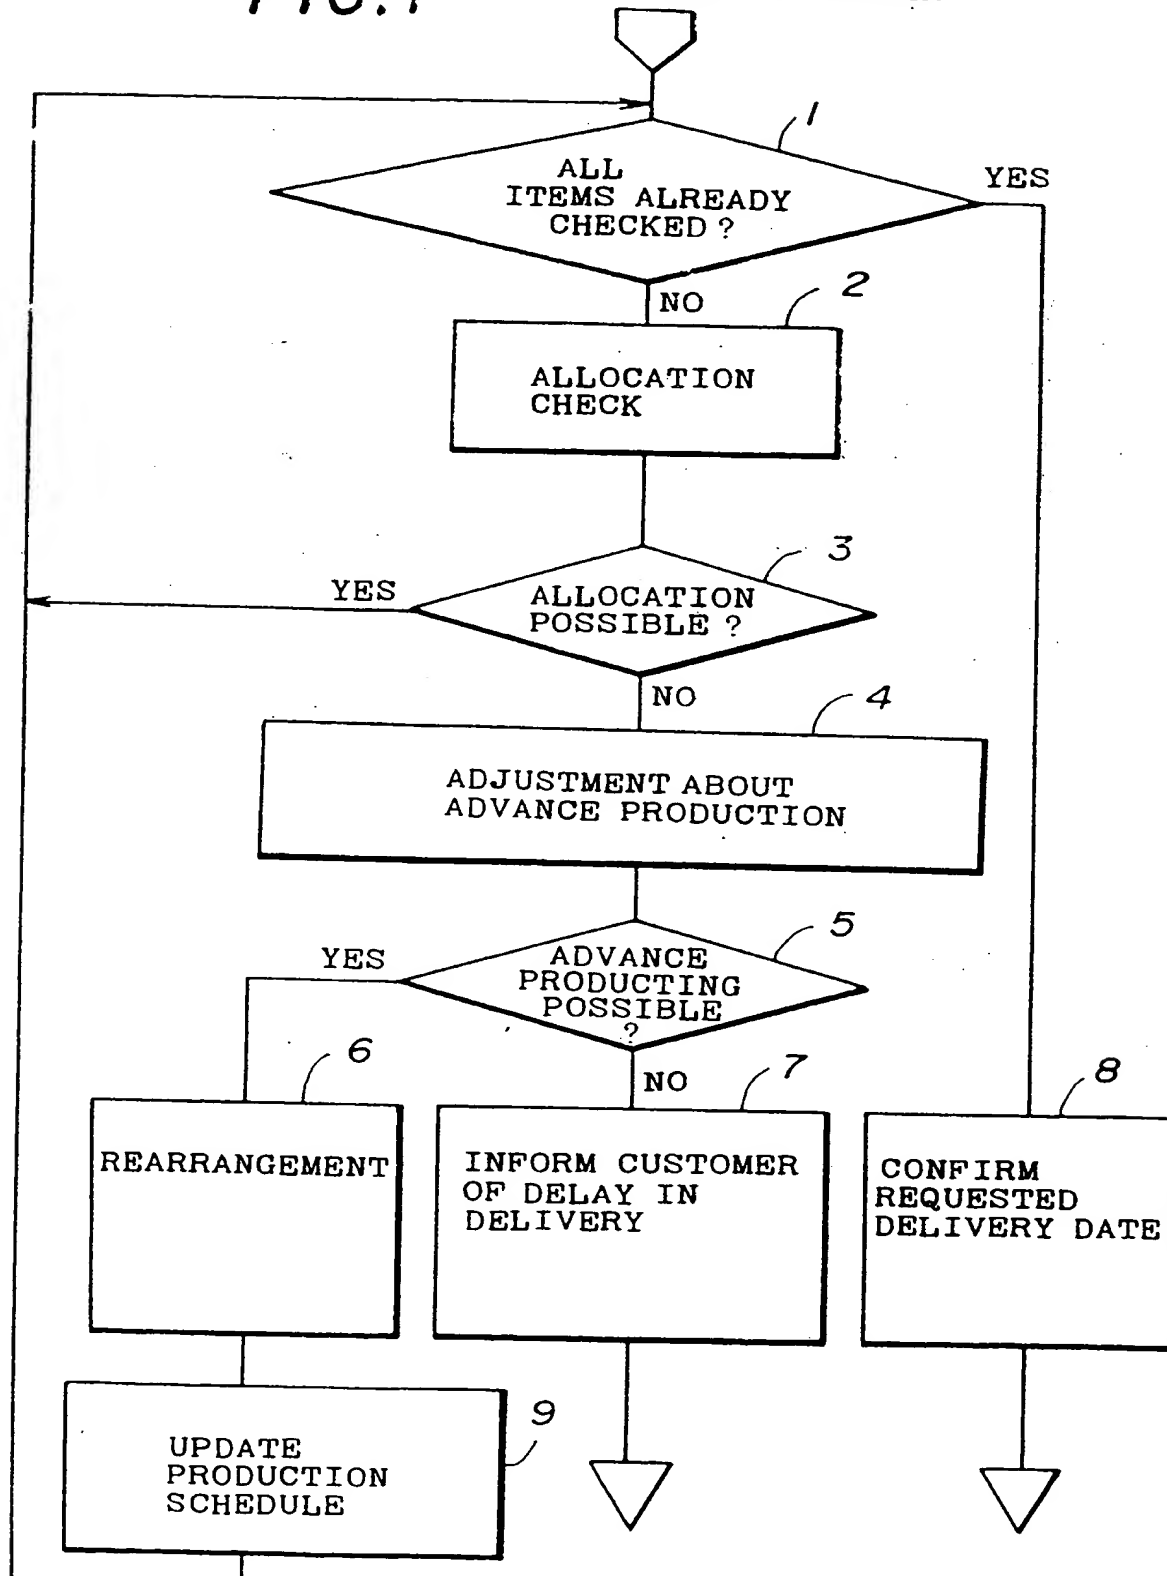 FIG.1
1
ALL
ITEMS ALREADY
CHECKED ?
YES
NO
2
ALLOCATION
CHECK
3
YES
ALLOCATION
POSSIBLE ?
NO
4
ADJUSTMENT ABOUT
ADVANCE PRODUCTION
5
YES
ADVANCE
PRODUCTING
POSSIBLE
?
NO
6
REARRANGEMENT
7
INFORM CUSTOMER
OF DELAY IN
DELIVERY
8
CONFIRM
REQUESTED
DELIVERY DATE
9
UPDATE
PRODUCTION
SCHEDULE